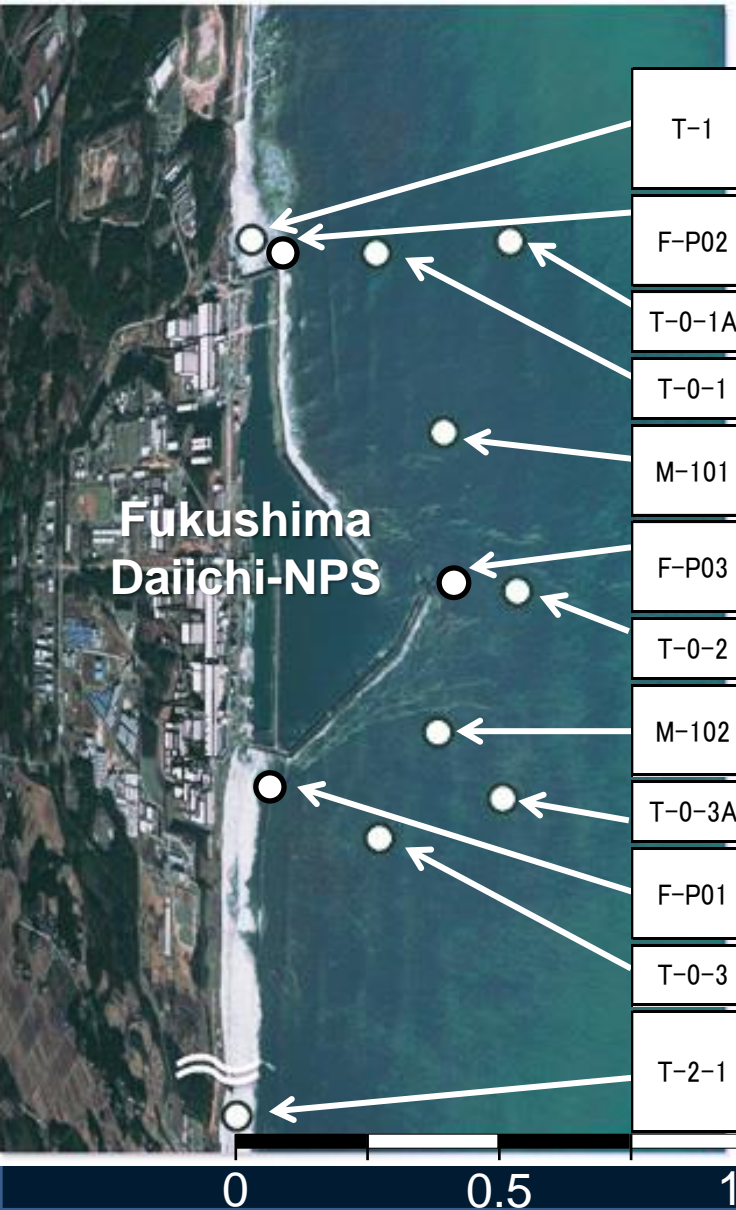 T-1
F-P02
T-0-1A
T-0-1
M-101
F-P03
Fukushima
Daiichi-NPS
T-0-2
M-102
T-0-3A
F-P01
T-0-3
T-2-1
0 0.5 1